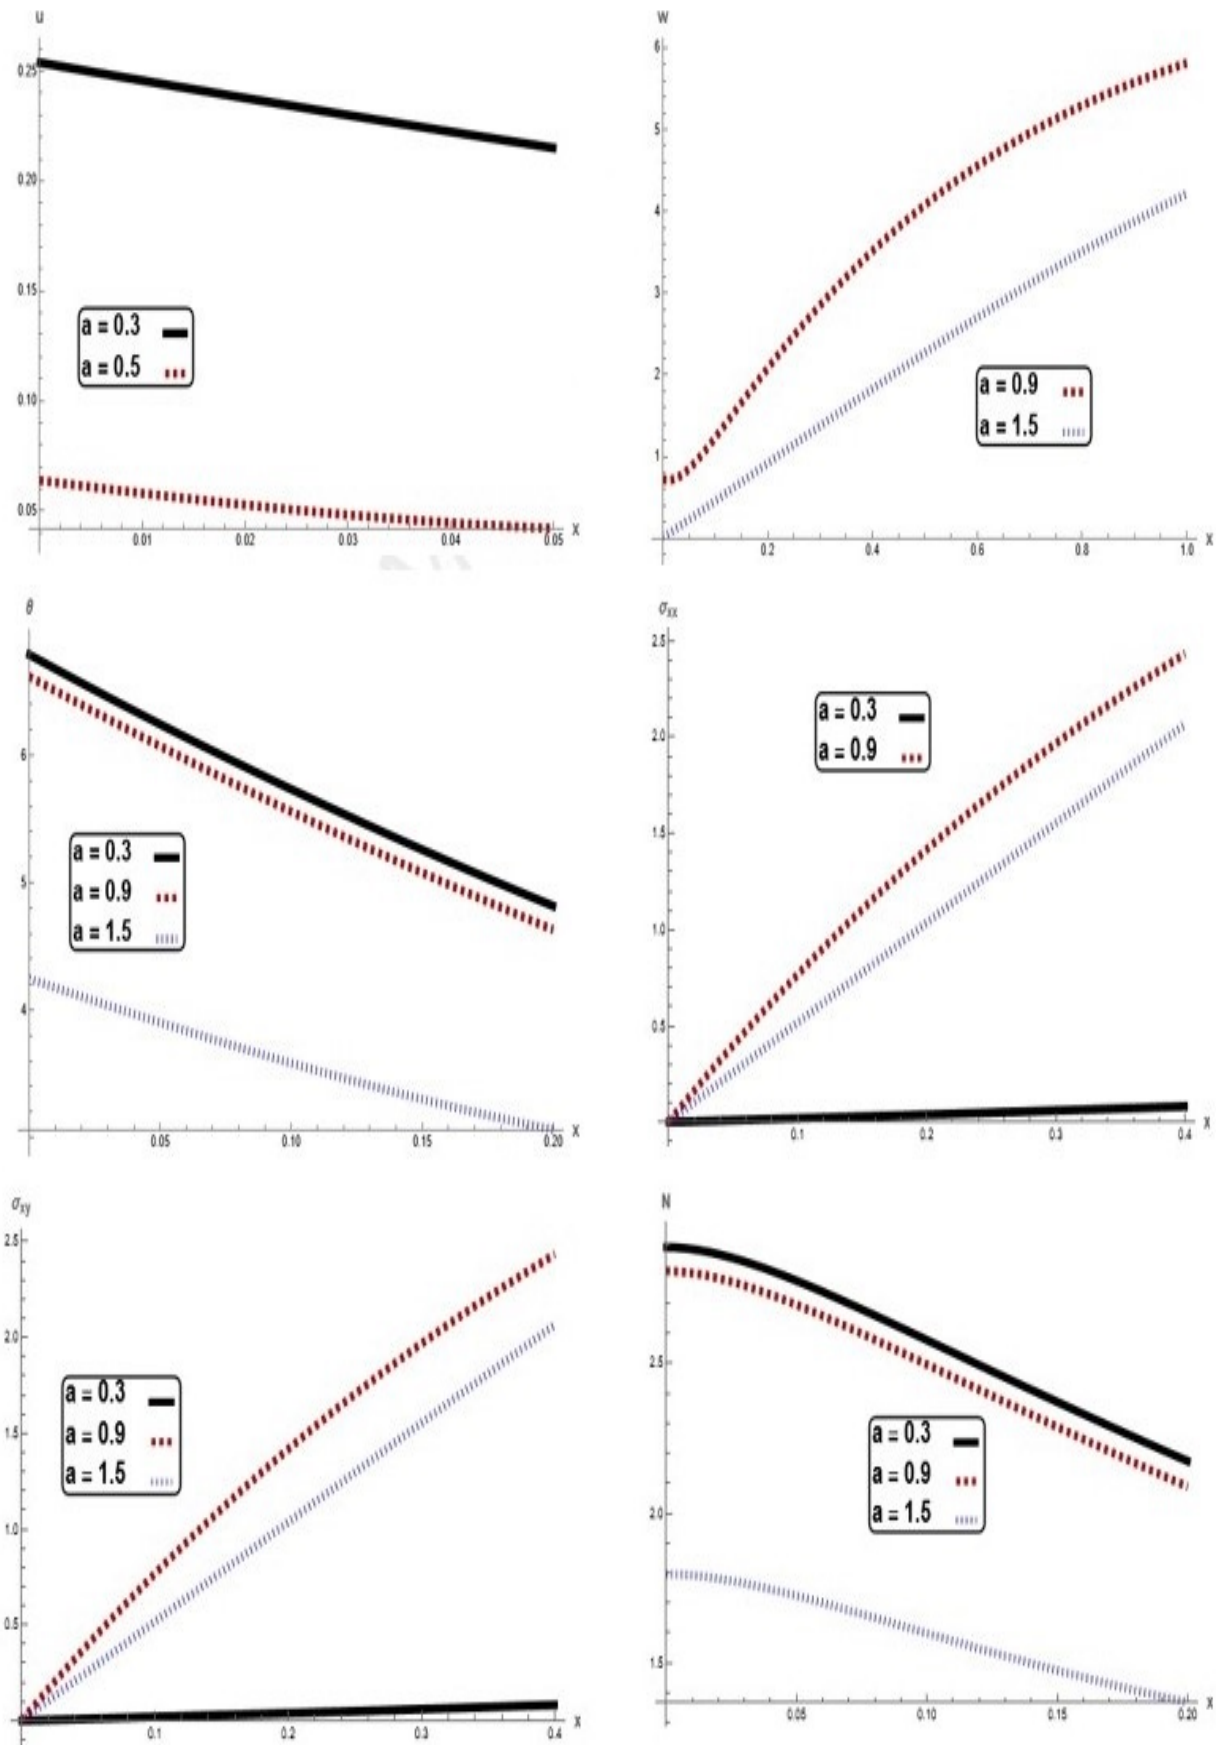 u
0.25
0.20
0.15
0.10
0.05
0.01 0.02 0.03 0.04 0.05 x
a = 0.3
a = 0.5
w
6
5
4
3
2
1
0.2 0.4 0.6 0.8 1.0 x
a = 0.9
a = 1.5
θ
6
5
4
0.05 0.10 0.15 0.20 x
a = 0.3
a = 0.9
a = 1.5
σxx
2.5
2.0
1.5
1.0
0.5
0.1 0.2 0.3 0.4 x
a = 0.3
a = 0.9
σxy
2.5
2.0
1.5
1.0
0.5
0.1 0.2 0.3 0.4 x
a = 0.3
a = 0.9
a = 1.5
N
2.5
2.0
1.5
0.05 0.10 0.15 0.20 x
a = 0.3
a = 0.9
a = 1.5